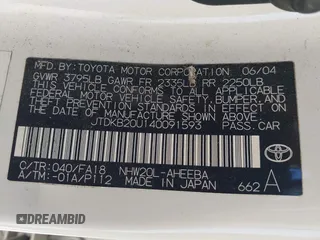 MFD.BY:TOYOTA MOTOR CORPORATION 06/04
GVWR 3795LB GAWR FR 2335LB RR 2250LB
THIS VEHICLE CONFORMS TO ALL APPLICABLE
FEDERAL MOTOR VEHICLE SAFETY, BUMPER, AND
THEFT PREVENTION STANDARDS IN EFFECT ON
THE DATE OF MANUFACTURE SHOWN ABOVE.
JTDKB20U140091593 PASS.CAR
C/TR:040/FA18 NHW20L-AHEEBA
A/TM:-01A/P112 MADE IN JAPAN 662 A
TOYOTA
DREAMBID